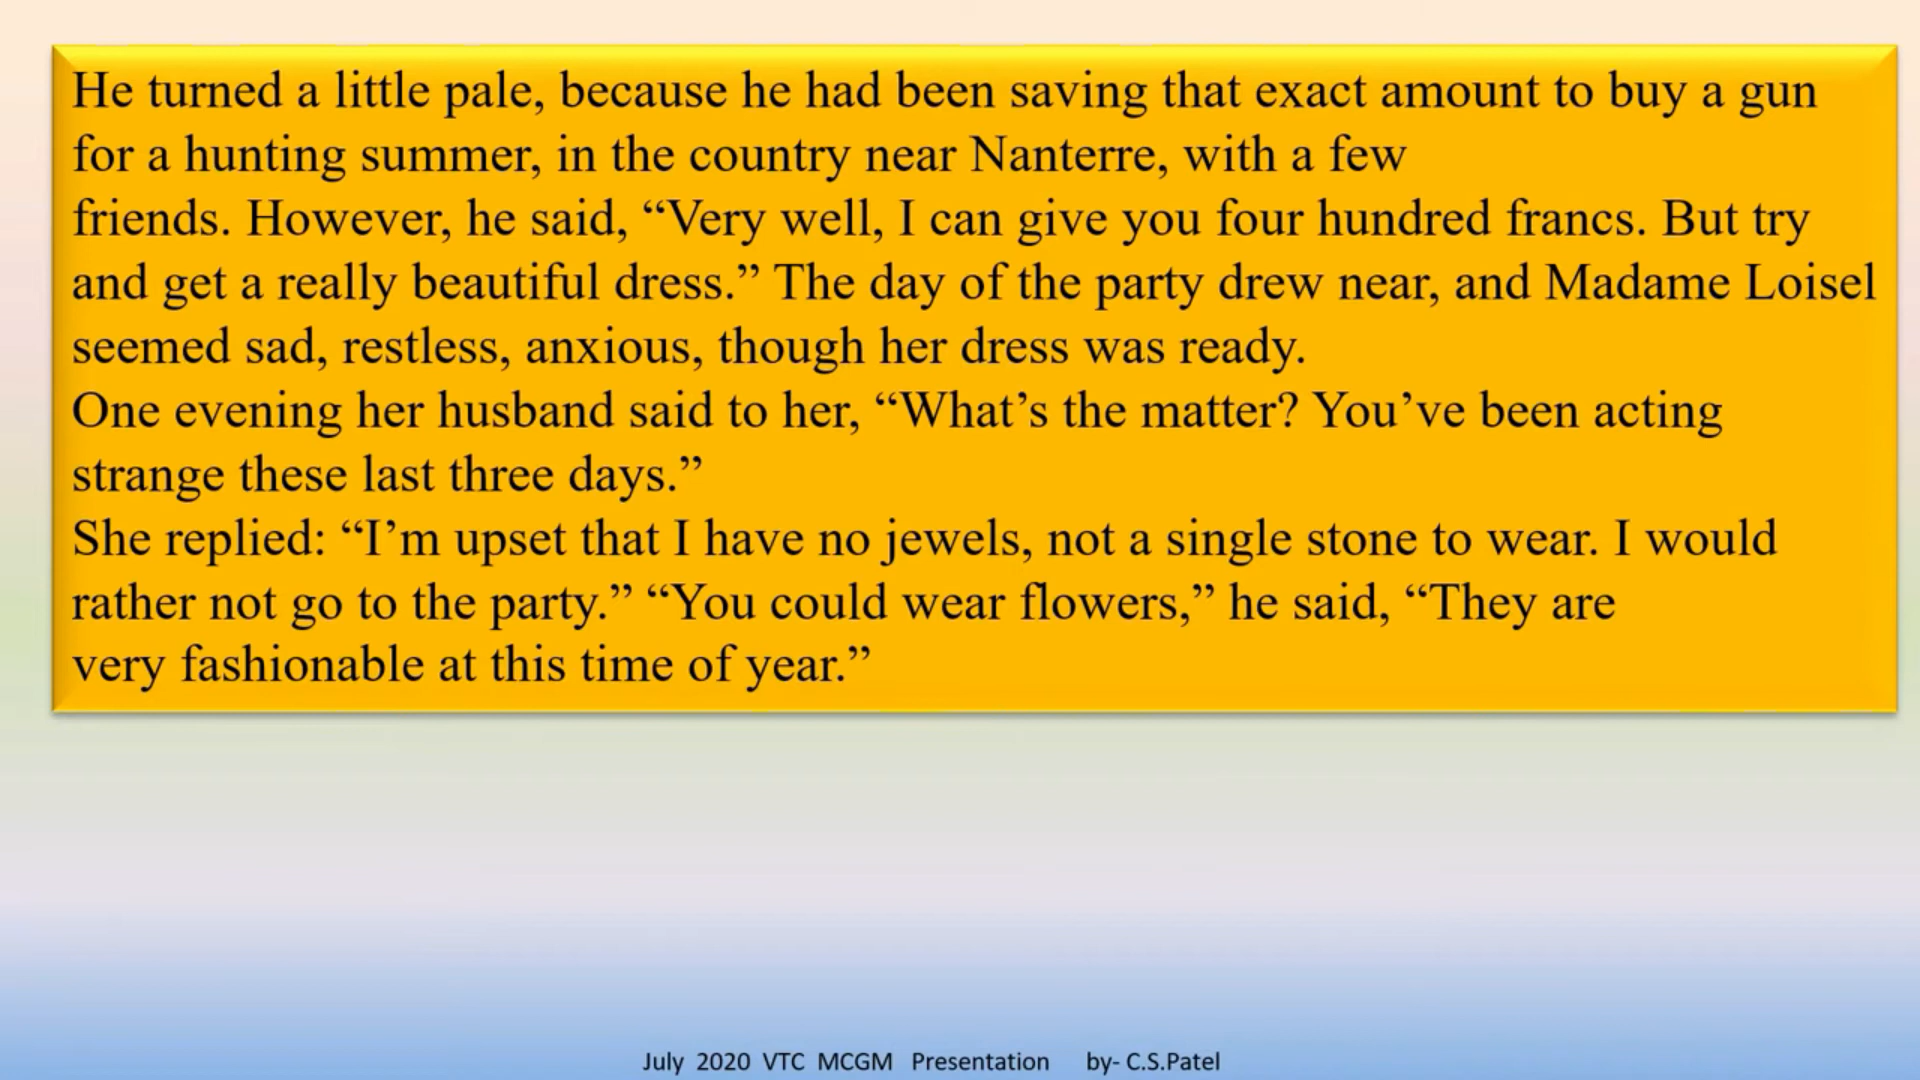 He turned a little pale, because he had been saving that exact amount to buy a gun
for a hunting summer, in the country near Nanterre, with a few
friends. However, he said, “Very well, I can give you four hundred francs. But try
and get a really beautiful dress.” The day of the party drew near, and Madame Loisel
seemed sad, restless, anxious, though her dress was ready.
One evening her husband said to her, “What’s the matter? You’ve been acting
strange these last three days.”
She replied: “I’m upset that I have no jewels, not a single stone to wear. I would
rather not go to the party.” “You could wear flowers,” he said, “They are
very fashionable at this time of year.”
July 2020 VTC MCGM Presentation by- C.S.Patel